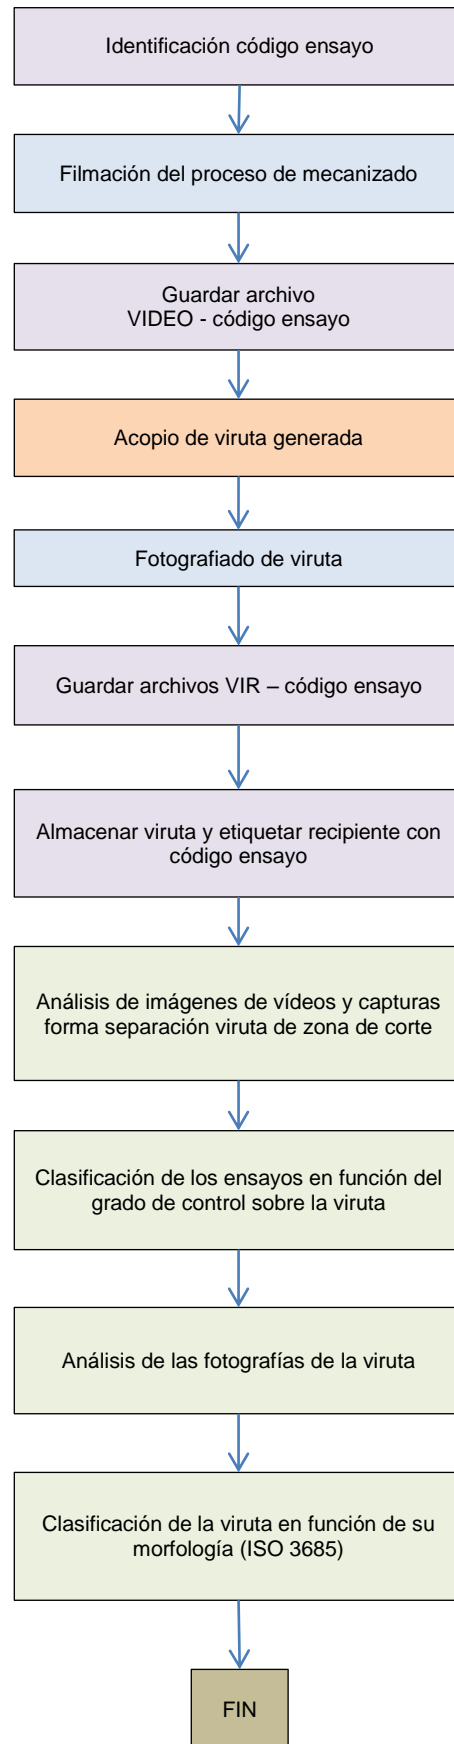 Identificación código ensayo
Filmación del proceso de mecanizado
Guardar archivo
VIDEO - código ensayo
Acopio de viruta generada
Fotografiado de viruta
Guardar archivos VIR – código ensayo
Almacenar viruta y etiquetar recipiente con
código ensayo
Análisis de imágenes de vídeos y capturas
forma separación viruta de zona de corte
Clasificación de los ensayos en función del
grado de control sobre la viruta
Análisis de las fotografías de la viruta
Clasificación de la viruta en función de su
morfología (ISO 3685)
FIN